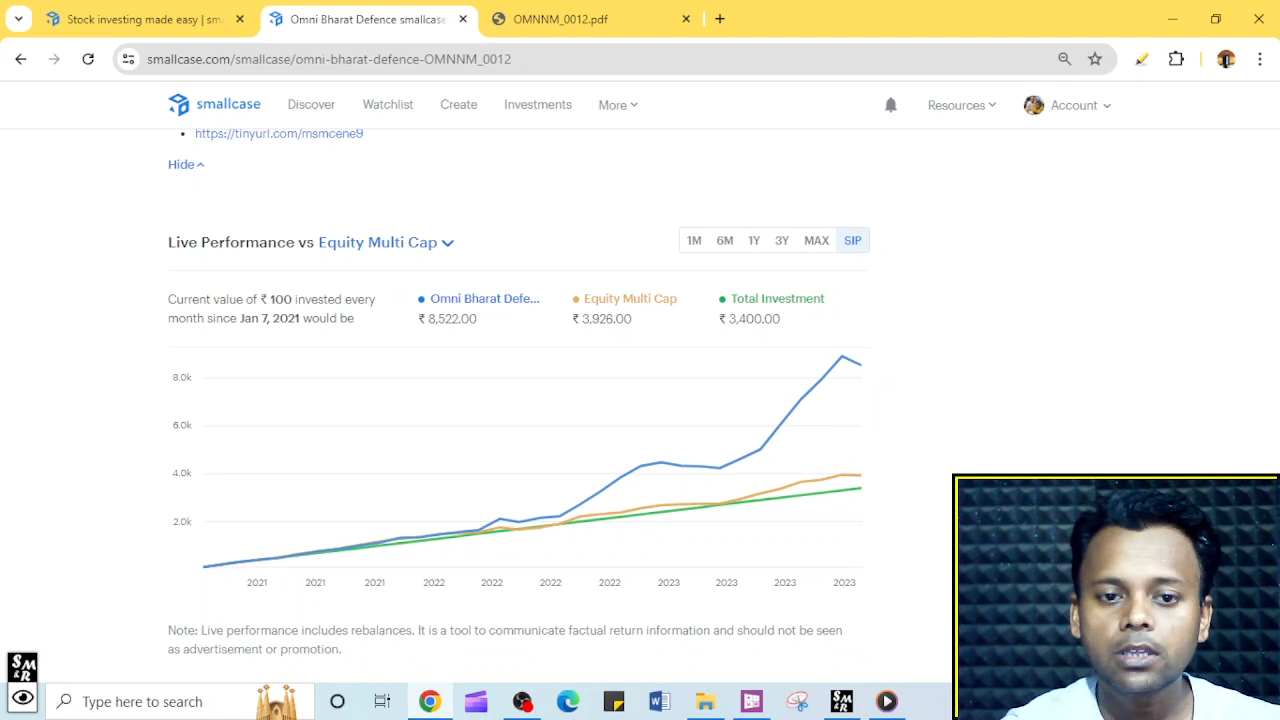 Stock investing made easy | sm
Omni Bharat Defence smallcase
OMNNM_0012.pdf
smallcase.com/smallcase/omni-bharat-defence-OMNNM_0012
smallcase
Discover
Watchlist
Create
Investments
More
Resources
Account
https://tinyurl.com/msmcene9
Hide
Live Performance vs Equity Multi Cap
1M 6M 1Y 3Y MAX SIP
Current value of ₹ 100 invested every
month since Jan 7, 2021 would be
Omni Bharat Defe...
₹ 8,522.00
Equity Multi Cap
₹ 3,926.00
Total Investment
₹ 3,400.00
8.0k
6.0k
4.0k
2.0k
2021 2021 2021 2022 2022 2022 2022 2023 2023 2023 2023
Note: Live performance includes rebalances. It is a tool to communicate factual return information and should not be seen
as advertisement or promotion.
SM
&R
Type here to search
SM
&R